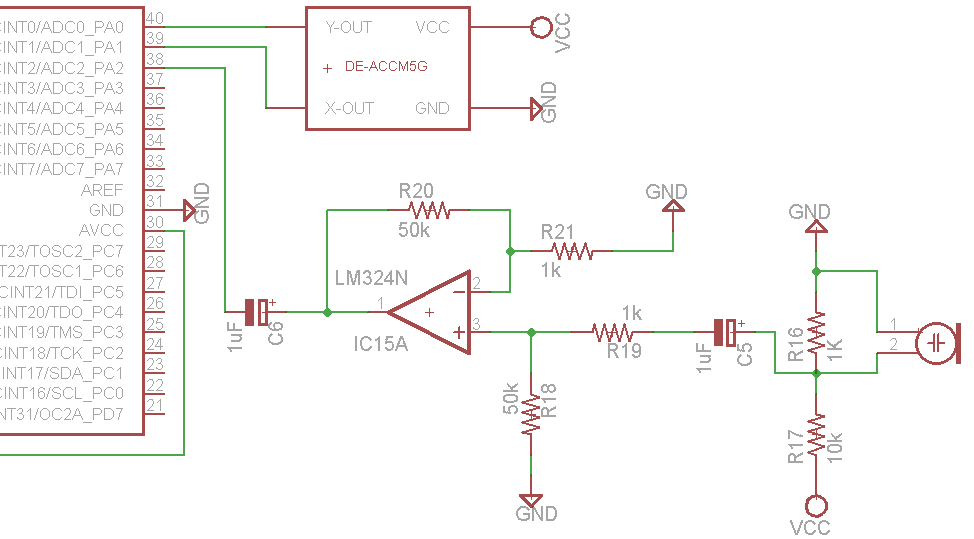 CINT0/ADC0_PA0 40
CINT1/ADC1_PA1 39
CINT2/ADC2_PA2 38
CINT3/ADC3_PA3 37
CINT4/ADC4_PA4 36
CINT5/ADC5_PA5 35
CINT6/ADC6_PA6 34
CINT7/ADC7_PA7 33
AREF 32
GND 31
GND
AVCC 30
T23/TOSC2_PC7 29
T22/TOSC1_PC6 28
CINT21/TDI_PC5 27
CINT20/TDO_PC4 26
CINT19/TMS_PC3 25
CINT18/TCK_PC2 24
CINT17/SDA_PC1 23
CINT16/SCL_PC0 22
NT31/OC2A_PD7 21
Y-OUT VCC
VCC
+ DE-ACCM5G
X-OUT GND
GND
R20
50k
R21
1k
GND
LM324N
1
2
3
IC15A
1uF
+
C6
1k
R19
50k
R18
GND
1uF
+
C5
GND
R16
1K
1
2
R17
10k
VCC